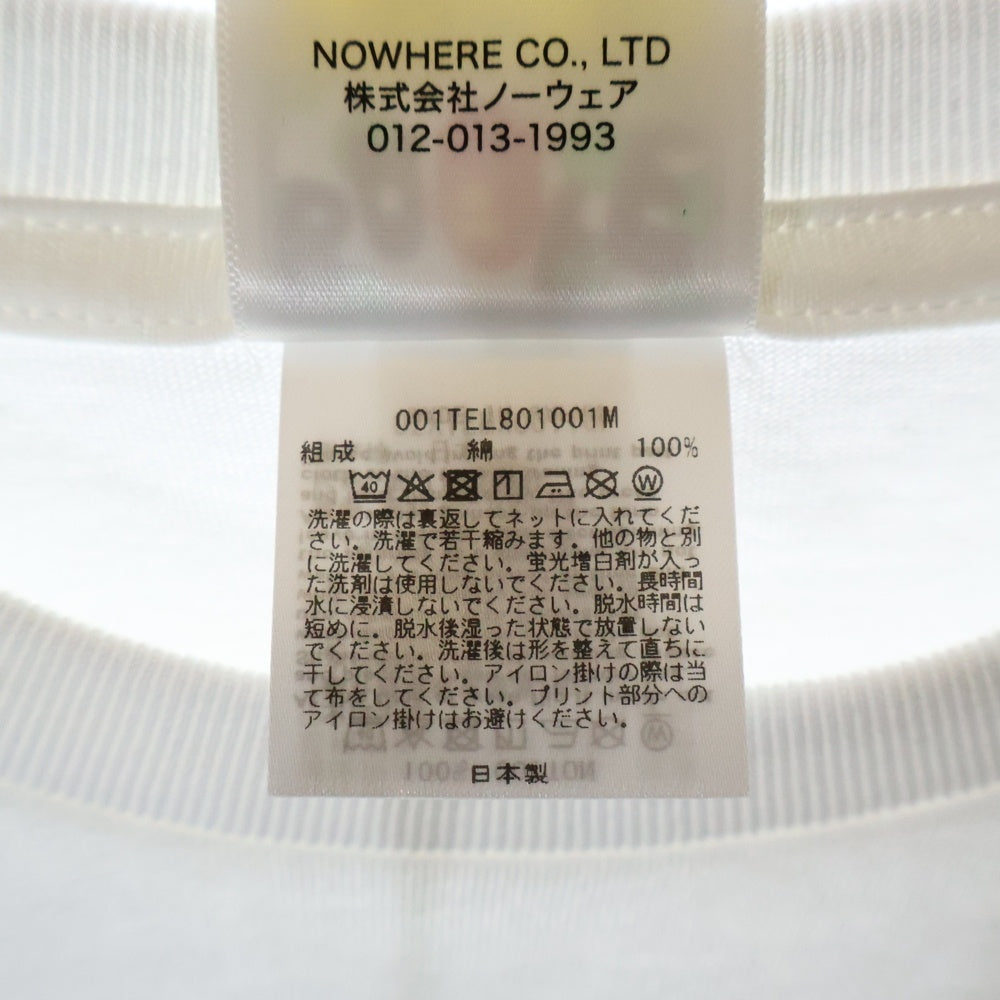 NOWHERE CO., LTD
株式会社ノーウェア
012-013-1993
001TEL801001M
組成 綿 100%
40 W
洗濯の際は裏返してネットに入れてくだ
さい。洗濯で若干縮みます。他の物と別
に洗濯してください。蛍光増白剤が入っ
た洗剤は使用しないでください。長時間
水に浸漬しないでください。脱水時間は
短めに。脱水後湿った状態で放置しない
でください。洗濯後は形を整えて直ちに
干してください。アイロン掛けの際は当
て布をしてください。プリント部分への
アイロン掛けはお避けください。
日本製